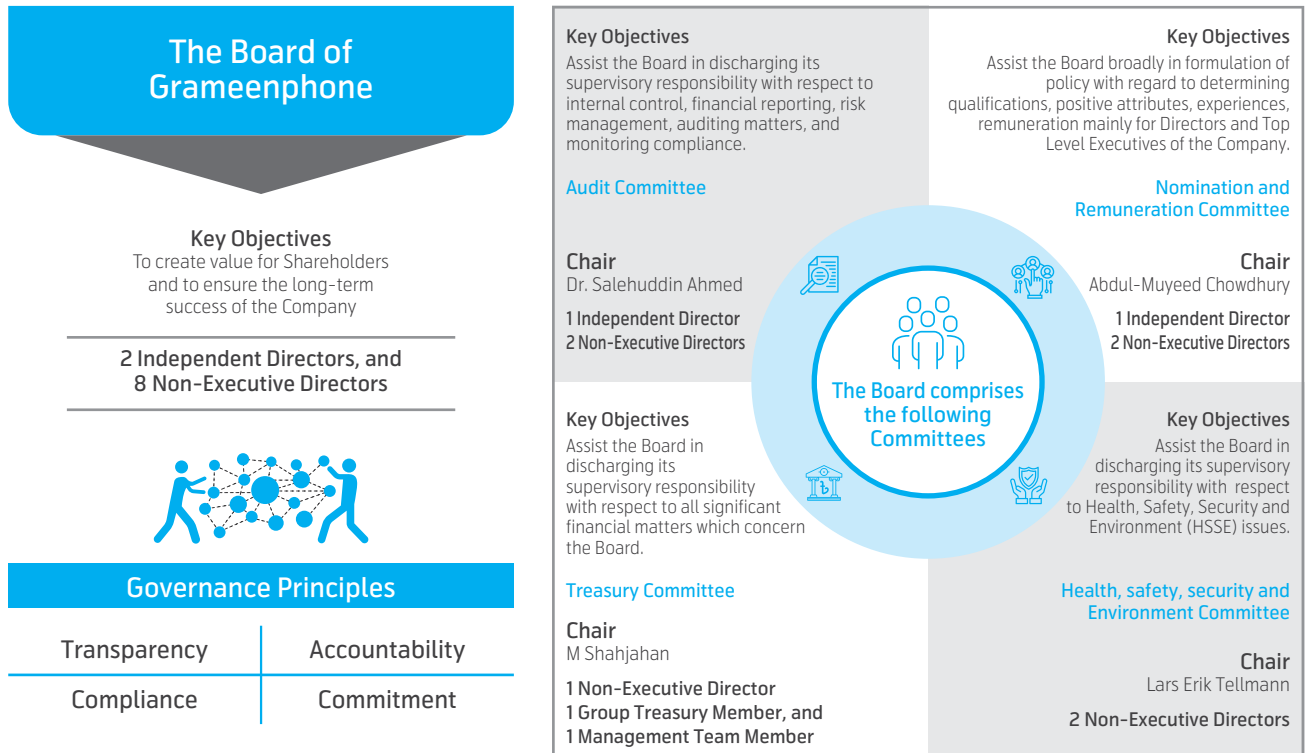 The Board of
Grameenphone
Key Objectives
To create value for Shareholders
and to ensure the long-term
success of the Company
2 Independent Directors, and
8 Non-Executive Directors
Governance Principles
Transparency
Accountability
Compliance
Commitment
Key Objectives
Assist the Board in discharging its
supervisory responsibility with respect to
internal control, financial reporting, risk
management, auditing matters, and
monitoring compliance.
Audit Committee
Chair
Dr. Salehuddin Ahmed
1 Independent Director
2 Non-Executive Directors
Key Objectives
Assist the Board broadly in formulation of
policy with regard to determining
qualifications, positive attributes, experiences,
remuneration mainly for Directors and Top
Level Executives of the Company.
Nomination and
Remuneration Committee
Chair
Abdul-Muyeed Chowdhury
1 Independent Director
2 Non-Executive Directors
The Board comprises
the following
Committees
Key Objectives
Assist the Board in
discharging its
supervisory responsibility
with respect to all significant
financial matters which concern
the Board.
Treasury Committee
Chair
M Shahjahan
1 Non-Executive Director
1 Group Treasury Member, and
1 Management Team Member
Key Objectives
Assist the Board in
discharging its supervisory
responsibility with respect
to Health, Safety, Security and
Environment (HSSE) issues.
Health, safety, security and
Environment Committee
Chair
Lars Erik Tellmann
2 Non-Executive Directors
৳